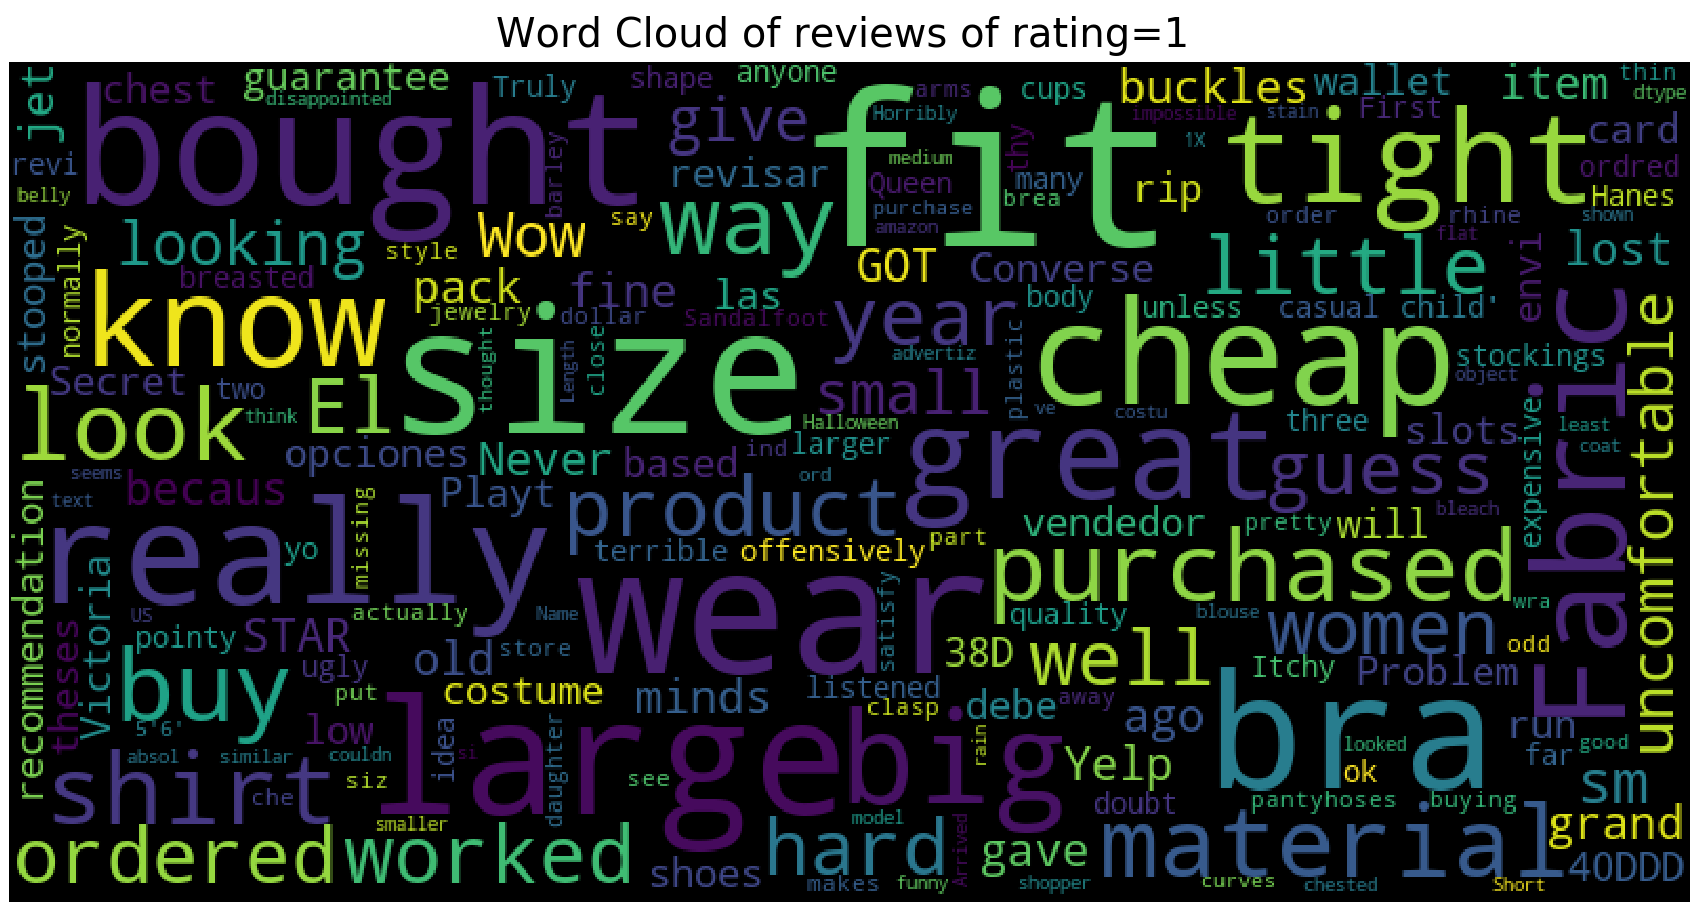 Word Cloud of reviews of rating=1
jet chest guarantee disappointed Truly shape anyone arms cups buckles wallet item thin dtype
bought give Horribly fit impossible stain First tight card
revi barley revisar medium Queen thy many 1X rip ordred Hanes
belly say way purchase amazon brea order rhine shown
stooped normally looking style Wow GOT Converse little flat envi lost
breasted pack fine las year body unless casual child'
know jewelry dollar Sandalfoot plastic advertiz cheap stockings
Secret two thought size Length close small object Fabric uncomfortable
look think El Halloween ve costu three slots expensive least coat
opciones Never based ind larger great guess
seems text becaus Playt ord product vendedor pretty will bleach
recommendation really missing yo terrible offensively part purchased
US actually Name wear satisfy quality blouse wra
theses Victoria pointy STAR ugly old store 38D well women odd
buy put costume minds listened clasp debe away Itchy Problem
5'6' low idea large big ago bra run
absol similar couldn si daughter see rain Yelp looked ok far good
shirt che siz doubt pantyhoses buying sm
ordered smaller worked model hard Arrived gave material grand
shoes makes funny shopper curves chested Short 40DDD